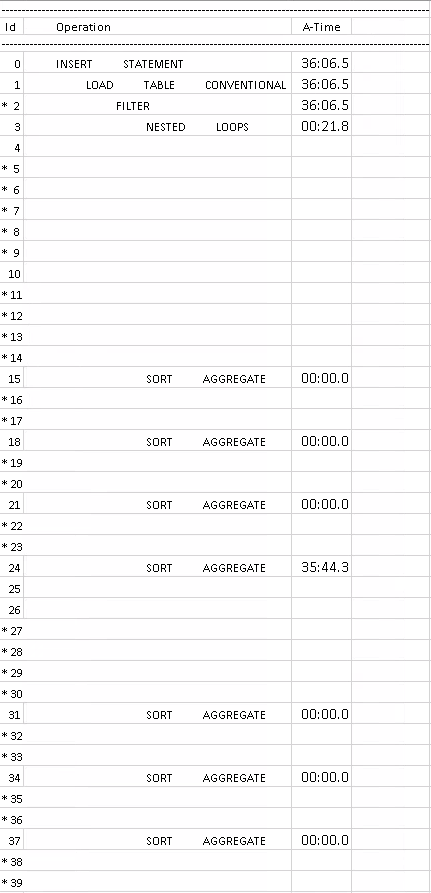 --------------------------------------------------------------------------------
Id Operation A-Time
--------------------------------------------------------------------------------
0 INSERT STATEMENT 36:06.5
1 LOAD TABLE CONVENTIONAL 36:06.5
* 2 FILTER 36:06.5
3 NESTED LOOPS 00:21.8
4
* 5
* 6
* 7
* 8
* 9
10
* 11
* 12
* 13
* 14
15 SORT AGGREGATE 00:00.0
* 16
* 17
18 SORT AGGREGATE 00:00.0
* 19
* 20
21 SORT AGGREGATE 00:00.0
* 22
* 23
24 SORT AGGREGATE 35:44.3
25
26
* 27
* 28
* 29
* 30
31 SORT AGGREGATE 00:00.0
* 32
* 33
34 SORT AGGREGATE 00:00.0
* 35
* 36
37 SORT AGGREGATE 00:00.0
* 38
* 39